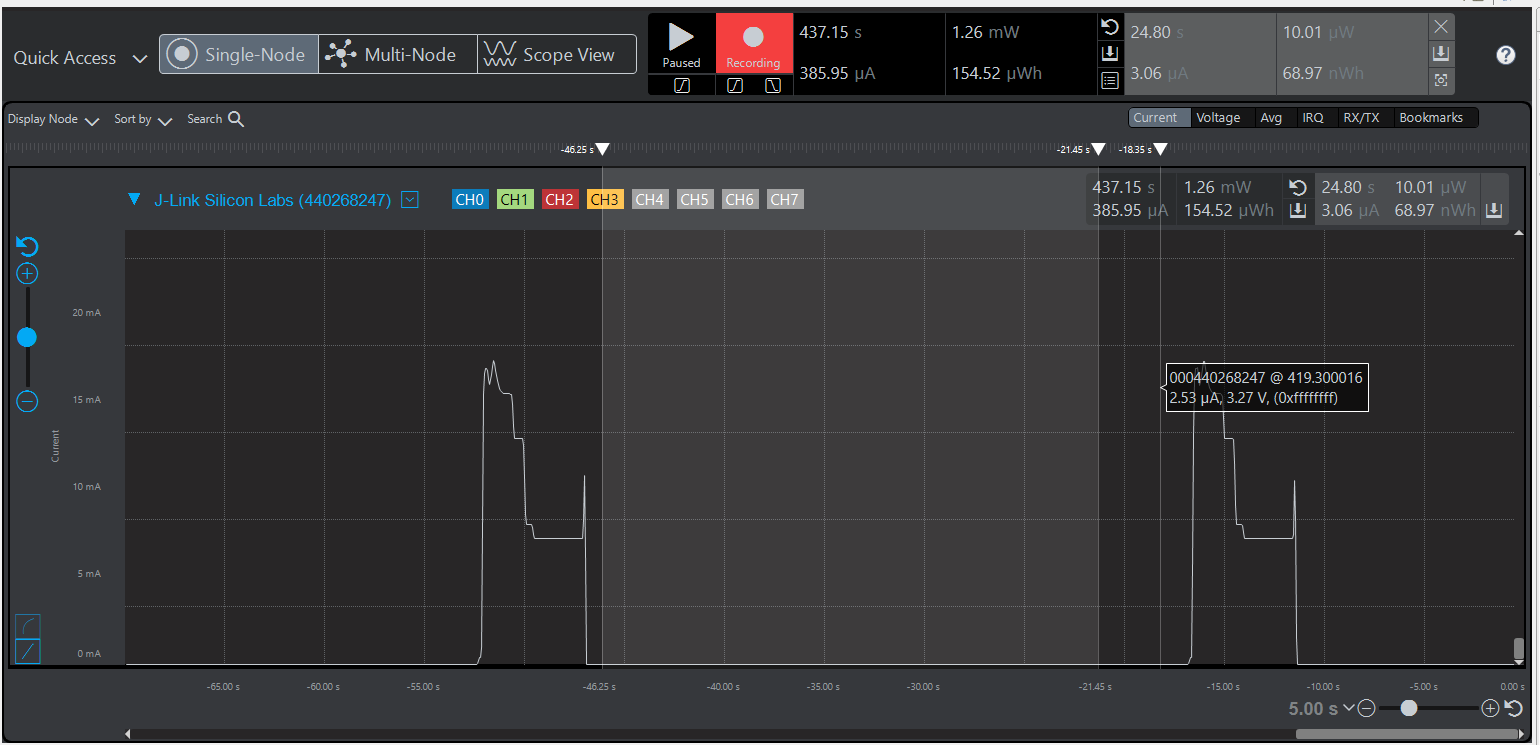 Quick Access
Single-Node
Multi-Node
Scope View
Paused
Recording
437.15 s
385.95 µA
1.26 mW
154.52 µWh
24.80 s
3.06 µA
10.01 µW
68.97 nWh
?
Display Node
Sort by
Search
Current
Voltage
Avg
IRQ
RX/TX
Bookmarks
-46.25 s
-21.45 s
-18.35 s
J-Link Silicon Labs (440268247)
CH0
CH1
CH2
CH3
CH4
CH5
CH6
CH7
437.15 s
1.26 mW
24.80 s
10.01 µW
385.95 µA
154.52 µWh
3.06 µA
68.97 nWh
20 mA
15 mA
10 mA
5 mA
0 mA
Current
000440268247 @ 419.300016
2.53 µA, 3.27 V, (0xffffffff)
-65.00 s
-60.00 s
-55.00 s
-46.25 s
-40.00 s
-35.00 s
-30.00 s
-21.45 s
-15.00 s
-10.00 s
-5.00 s
0.00 s
5.00 s